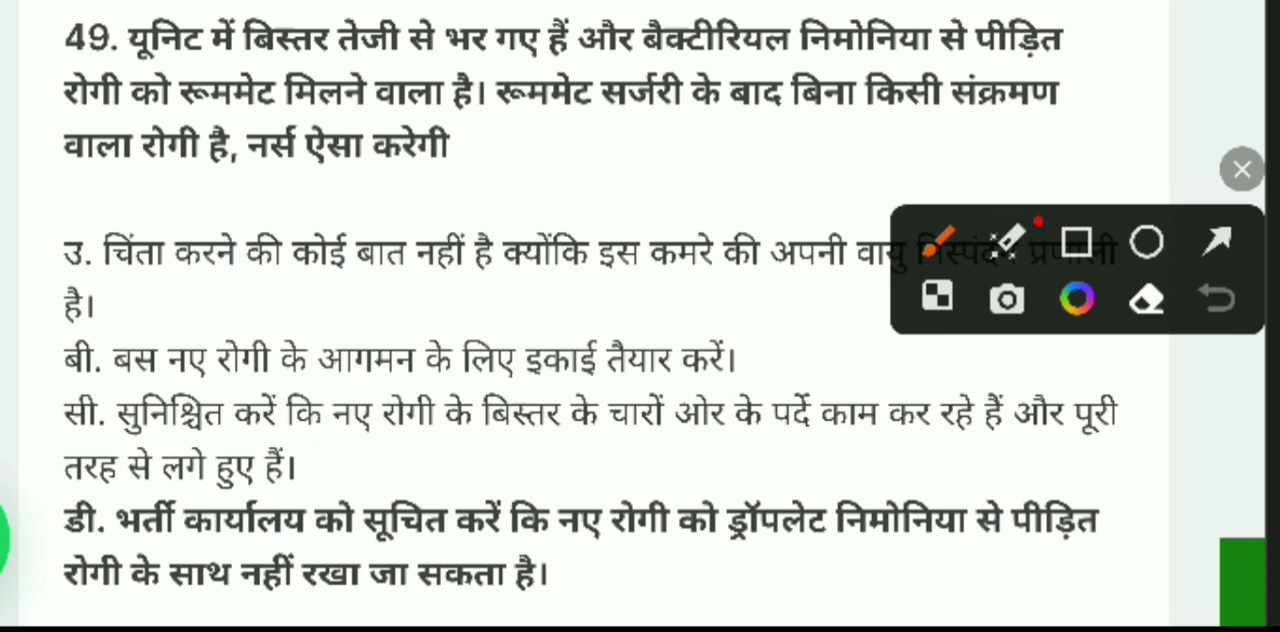 49. यूनिट में बिस्तर तेजी से भर गए हैं और बैक्टीरियल निमोनिया से पीड़ित
रोगी को रूममेट मिलने वाला है। रूममेट सर्जरी के बाद बिना किसी संक्रमण
वाला रोगी है, नर्स ऐसा करेगी
उ. चिंता करने की कोई बात नहीं है क्योंकि इस कमरे की अपनी वायु प्रणाली
है।
बी. बस नए रोगी के आगमन के लिए इकाई तैयार करें।
सी. सुनिश्चित करें कि नए रोगी के बिस्तर के चारों ओर के पर्दे काम कर रहे हैं और पूरी
तरह से लगे हुए हैं।
डी. भर्ती कार्यालय को सूचित करें कि नए रोगी को ड्रॉपलेट निमोनिया से पीड़ित
रोगी के साथ नहीं रखा जा सकता है।